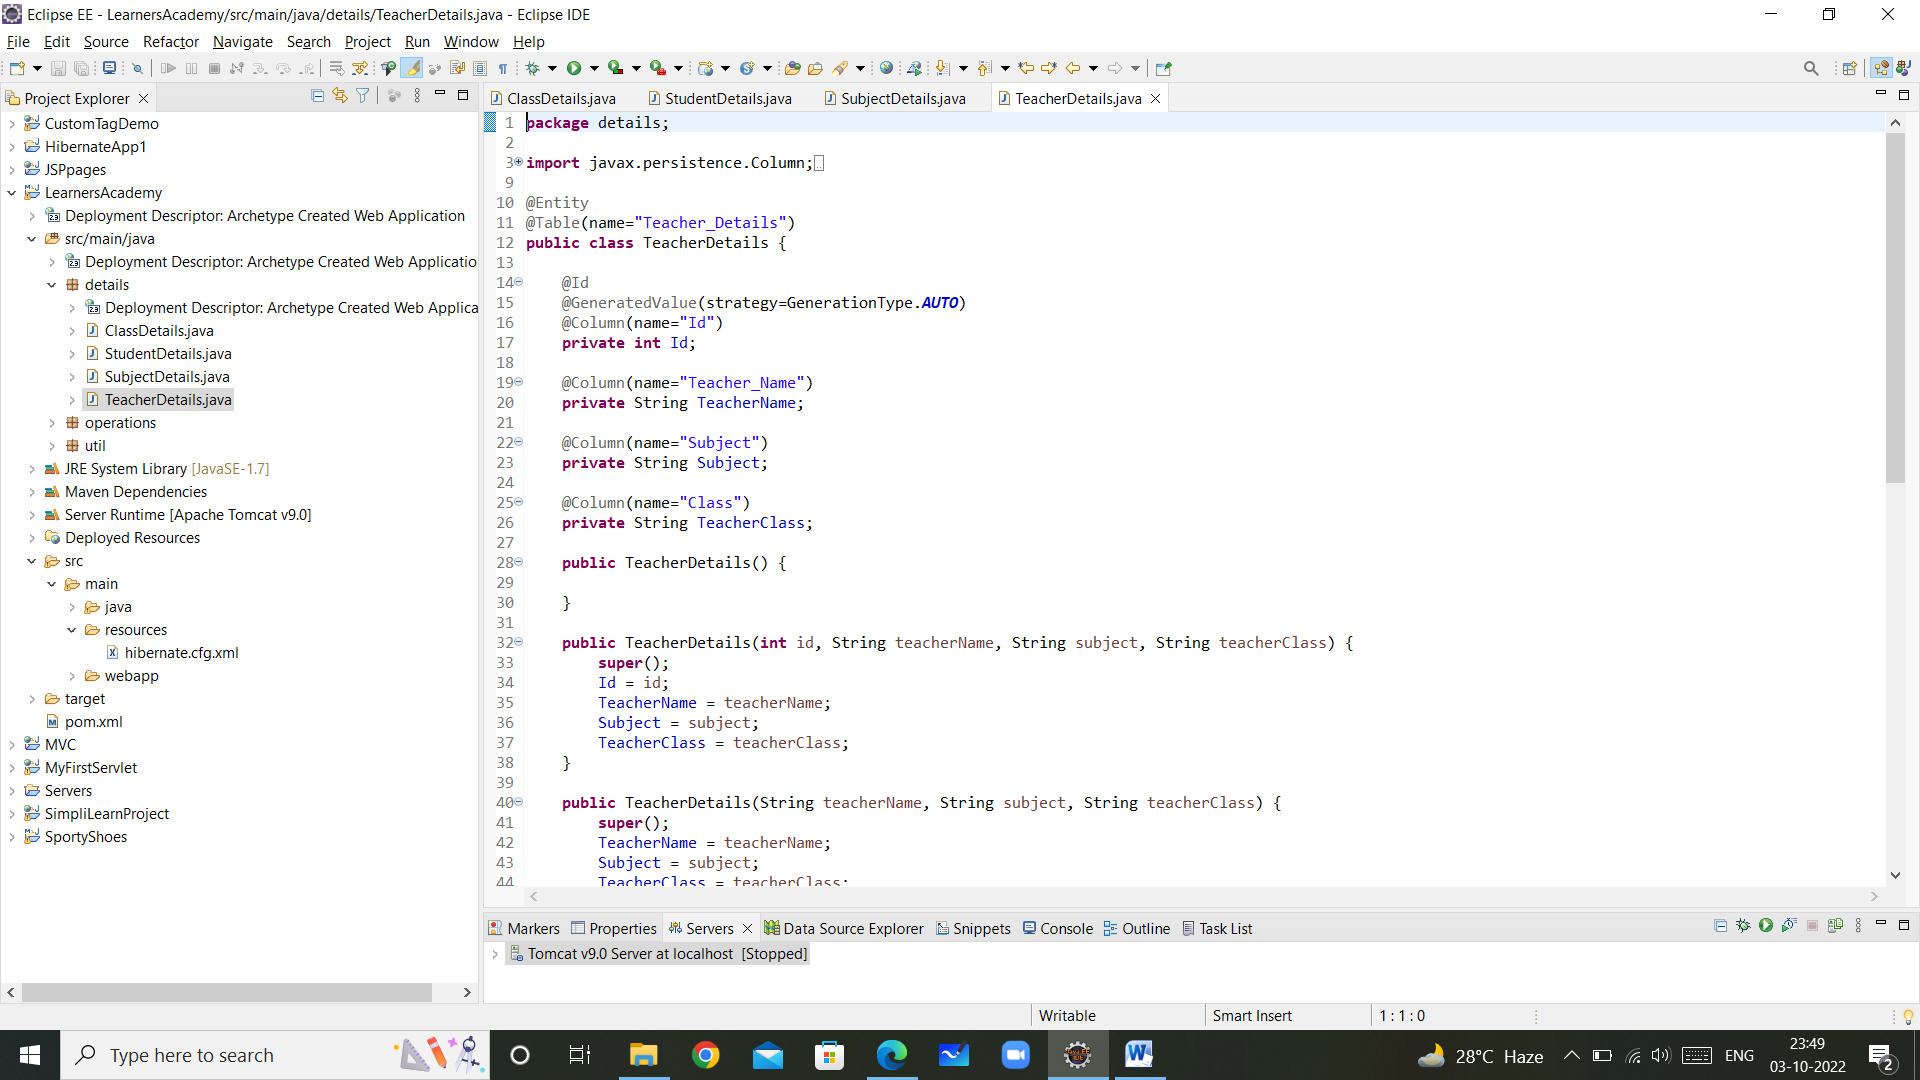 Eclipse EE - LearnersAcademy/src/main/java/details/TeacherDetails.java - Eclipse IDE
File Edit Source Refactor Navigate Search Project Run Window Help
Project Explorer
CustomTagDemo
HibernateApp1
JSPpages
LearnersAcademy
Deployment Descriptor: Archetype Created Web Application
src/main/java
Deployment Descriptor: Archetype Created Web Applicatio
details
Deployment Descriptor: Archetype Created Web Applica
ClassDetails.java
StudentDetails.java
SubjectDetails.java
TeacherDetails.java
operations
util
JRE System Library [JavaSE-1.7]
Maven Dependencies
Server Runtime [Apache Tomcat v9.0]
Deployed Resources
src
main
java
resources
hibernate.cfg.xml
webapp
target
pom.xml
MVC
MyFirstServlet
Servers
SimpliLearnProject
SportyShoes
ClassDetails.java StudentDetails.java SubjectDetails.java TeacherDetails.java
1 package details;
2
3 import javax.persistence.Column;
9
10 @Entity
11 @Table(name="Teacher_Details")
12 public class TeacherDetails {
13
14 @Id
15 @GeneratedValue(strategy=GenerationType.AUTO)
16 @Column(name="Id")
17 private int Id;
18
19 @Column(name="Teacher_Name")
20 private String TeacherName;
21
22 @Column(name="Subject")
23 private String Subject;
24
25 @Column(name="Class")
26 private String TeacherClass;
27
28 public TeacherDetails() {
29
30 }
31
32 public TeacherDetails(int id, String teacherName, String subject, String teacherClass) {
33 super();
34 Id = id;
35 TeacherName = teacherName;
36 Subject = subject;
37 TeacherClass = teacherClass;
38 }
39
40 public TeacherDetails(String teacherName, String subject, String teacherClass) {
41 super();
42 TeacherName = teacherName;
43 Subject = subject;
44 TeacherClass = teacherClass;
Markers Properties Servers Data Source Explorer Snippets Console Outline Task List
Tomcat v9.0 Server at localhost [Stopped]
Writable Smart Insert 1 : 1 : 0
Type here to search
28°C Haze ENG 23:49
03-10-2022
2